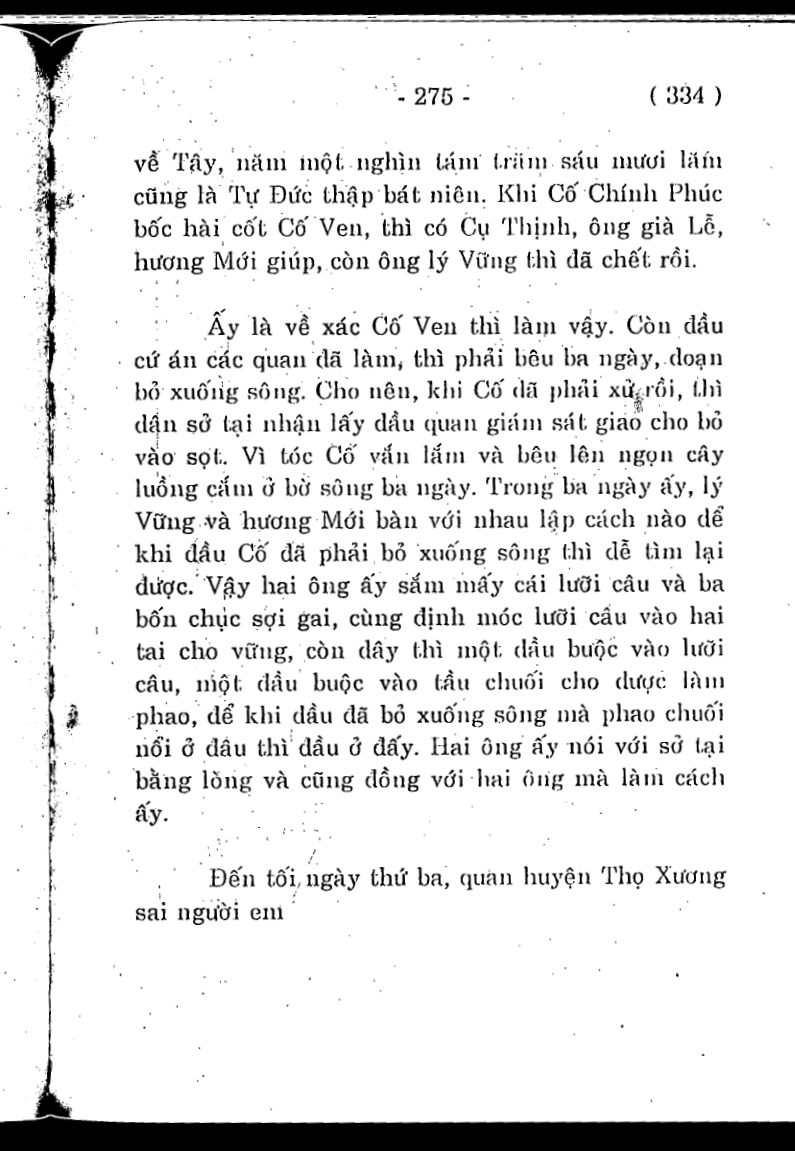 - 275 - ( 334 )
về Tây, năm một nghìn tám trăm sáu mươi lăm
cũng là Tự Đức thập bát niên. Khi Cố Chính Phúc
bốc hài cốt Cố Ven, thì có Cụ Thịnh, ông già Lễ,
hương Mới giúp, còn ông lý Vững thì đã chết rồi.
Ấy là về xác Cố Ven thì làm vậy. Còn đầu
cứ án các quan đã làm, thì phải bêu ba ngày, đoạn
bỏ xuống sông. Cho nên, khi Cố đã phải xử rồi, thì
dân sở tại nhận lấy đầu quan giám sát giao cho bỏ
vào sọt. Vì tóc Cố vắn lắm và bêu lên ngọn cây
luồng cắm ở bờ sông ba ngày. Trong ba ngày ấy, lý
Vững và hương Mới bàn với nhau lập cách nào để
khi đầu Cố đã phải bỏ xuống sông thì dễ tìm lại
được. Vậy hai ông ấy sắm mấy cái lưỡi câu và ba
bốn chục sợi gai, cùng định móc lưỡi câu vào hai
tai cho vững, còn dây thì một đầu buộc vào lưỡi
câu, một đầu buộc vào tầu chuối cho được làm
phao, để khi đầu đã bỏ xuống sông mà phao chuối
nổi ở đâu thì đầu ở đấy. Hai ông ấy nói với sở tại
bằng lòng và cũng đồng với hai ông mà làm cách
ấy.
Đến tối ngày thứ ba, quan huyện Thọ Xương
sai người em